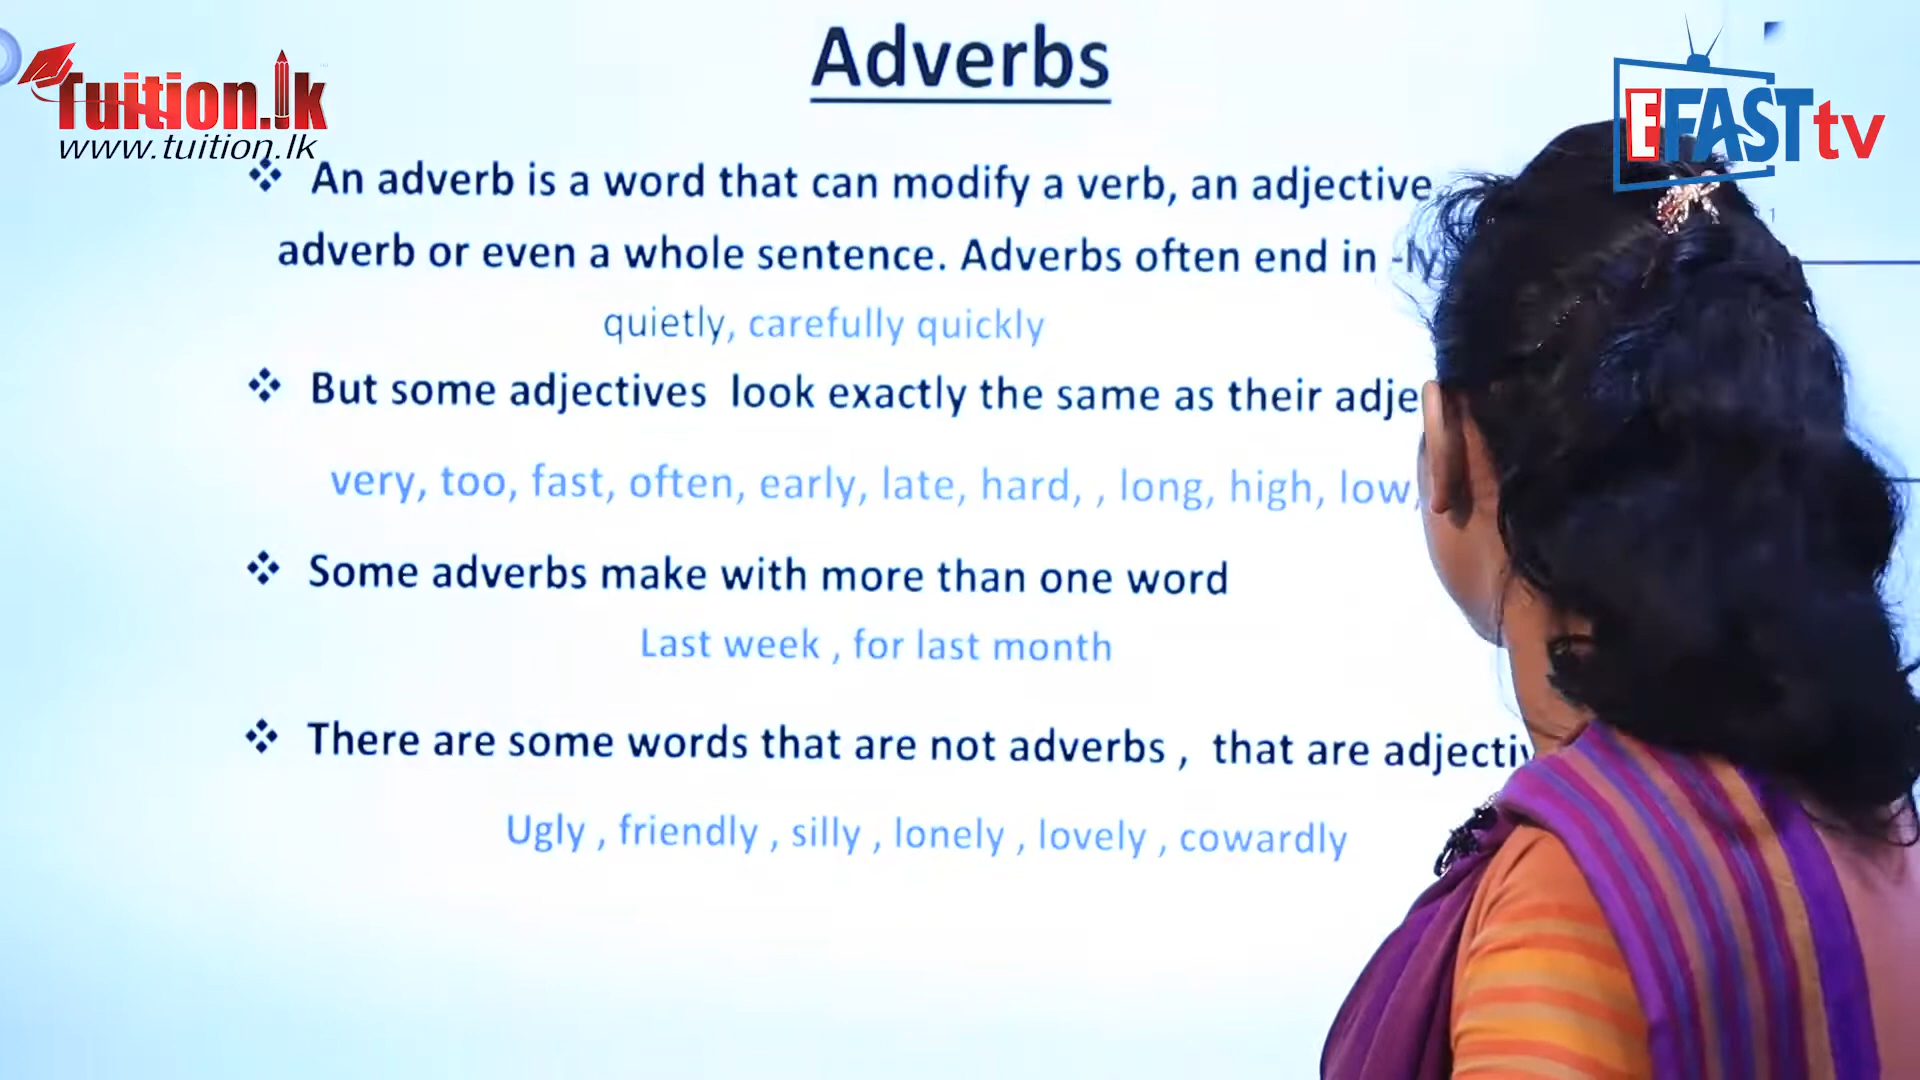 Adverbs
Tuition.lk
www.tuition.lk
EFAST tv
❖ An adverb is a word that can modify a verb, an adjective
adverb or even a whole sentence. Adverbs often end in -ly
quietly, carefully quickly
❖ But some adjectives look exactly the same as their adje
very, too, fast, often, early, late, hard, , long, high, low,
❖ Some adverbs make with more than one word
Last week , for last month
❖ There are some words that are not adverbs , that are adjectiv
Ugly , friendly , silly , lonely , lovely , cowardly